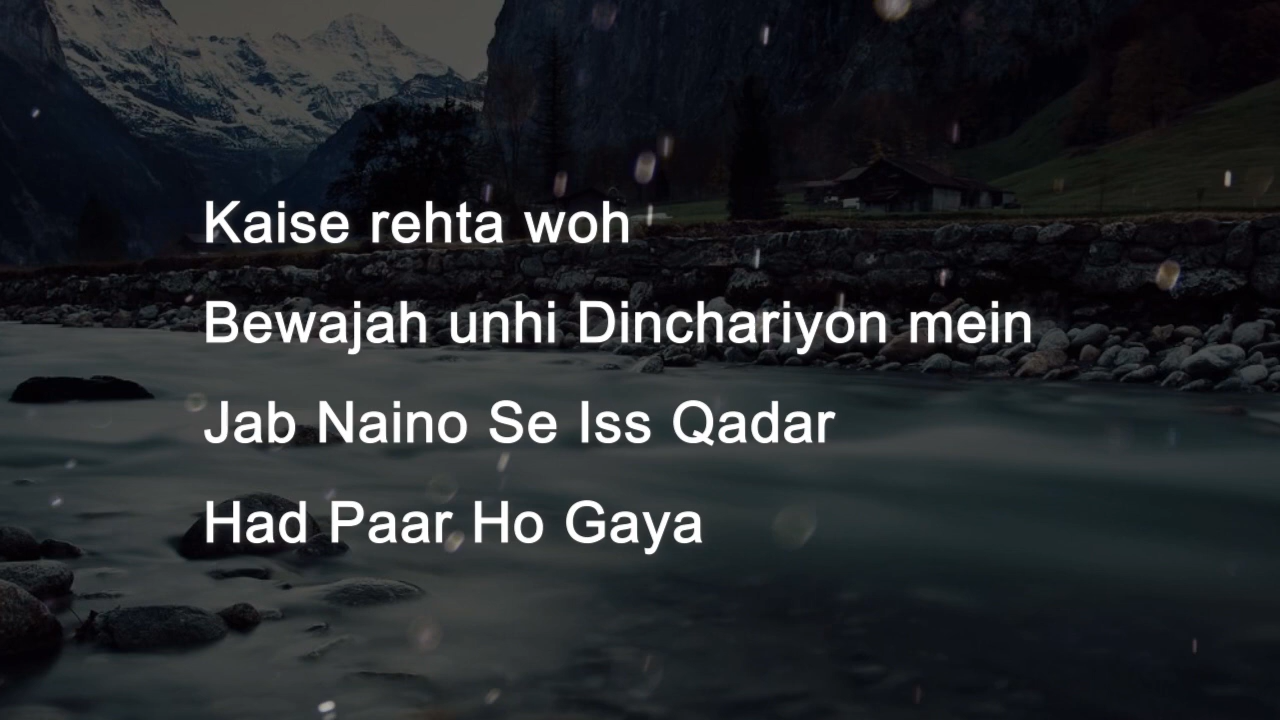 Kaise rehta woh
Bewajah unhi Dinchariyon mein
Jab Naino Se Iss Qadar
Had Paar Ho Gaya